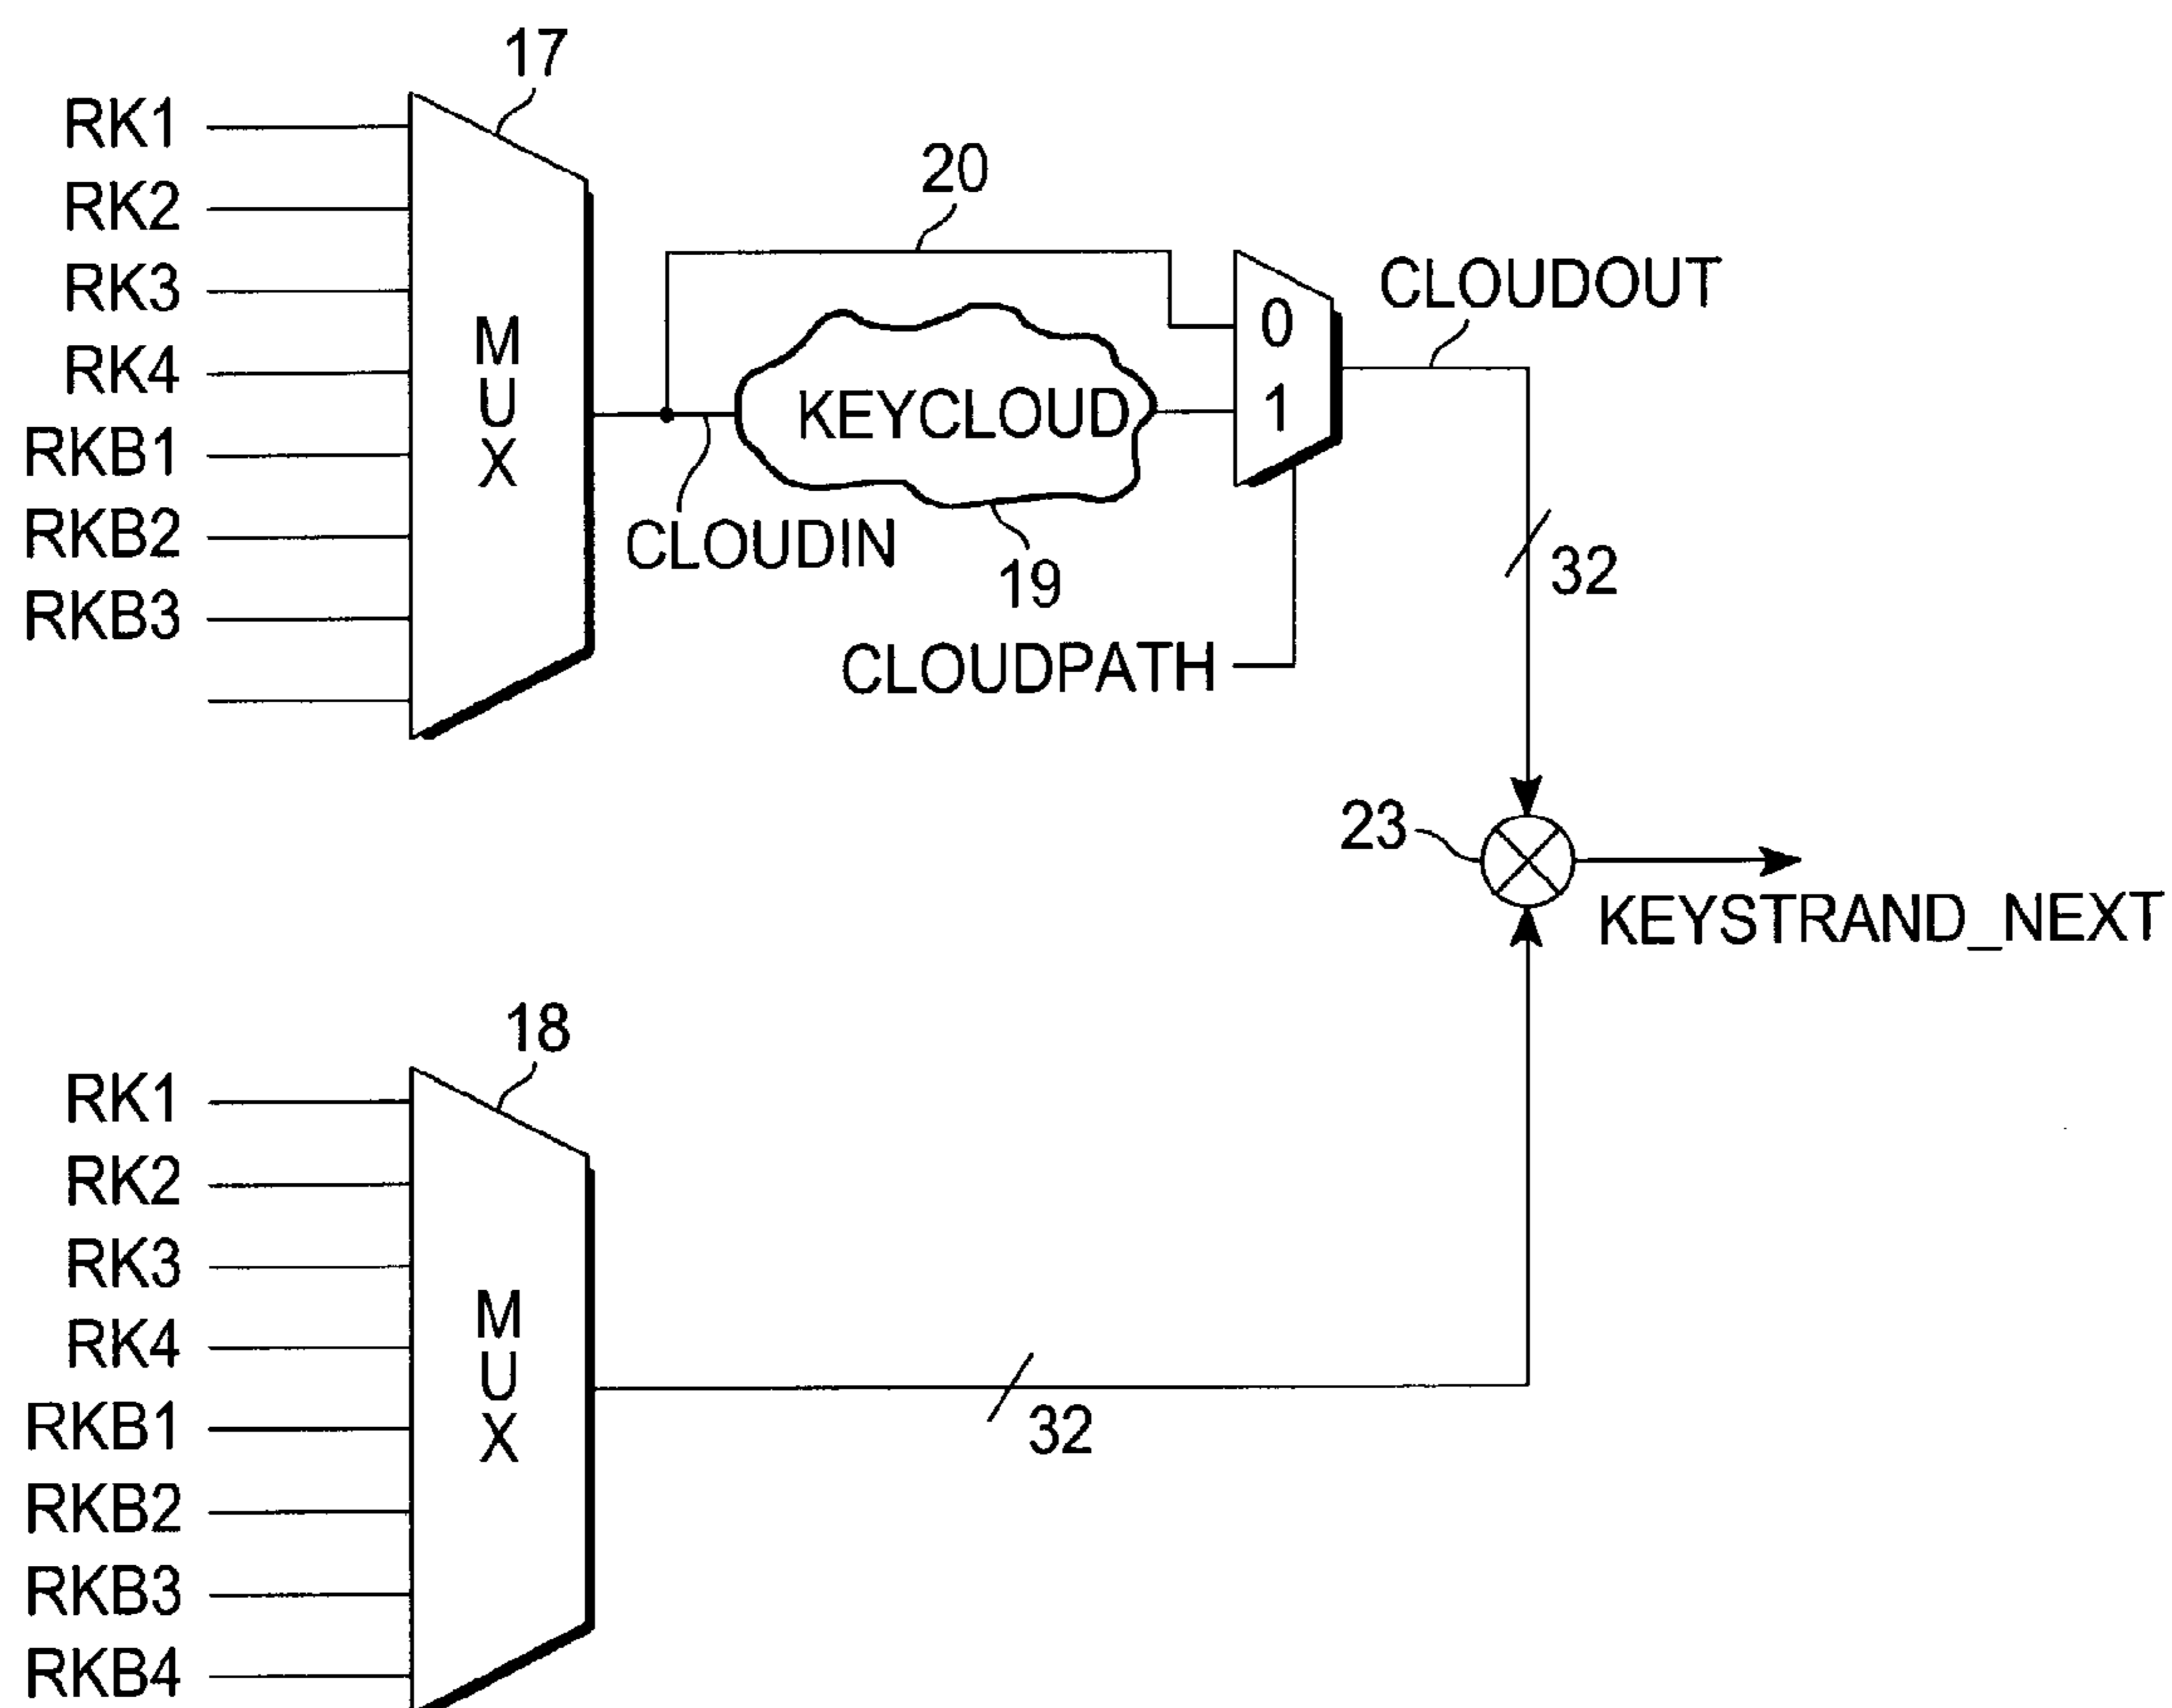 17
RK1
RK2
RK3
RK4
RKB1
RKB2
RKB3
MUX
20
0
1
CLOUDOUT
KEYCLOUD
CLOUDIN
19
CLOUDPATH
32
23
KEYSTRAND_NEXT
18
RK1
RK2
RK3
RK4
RKB1
RKB2
RKB3
RKB4
MUX
32